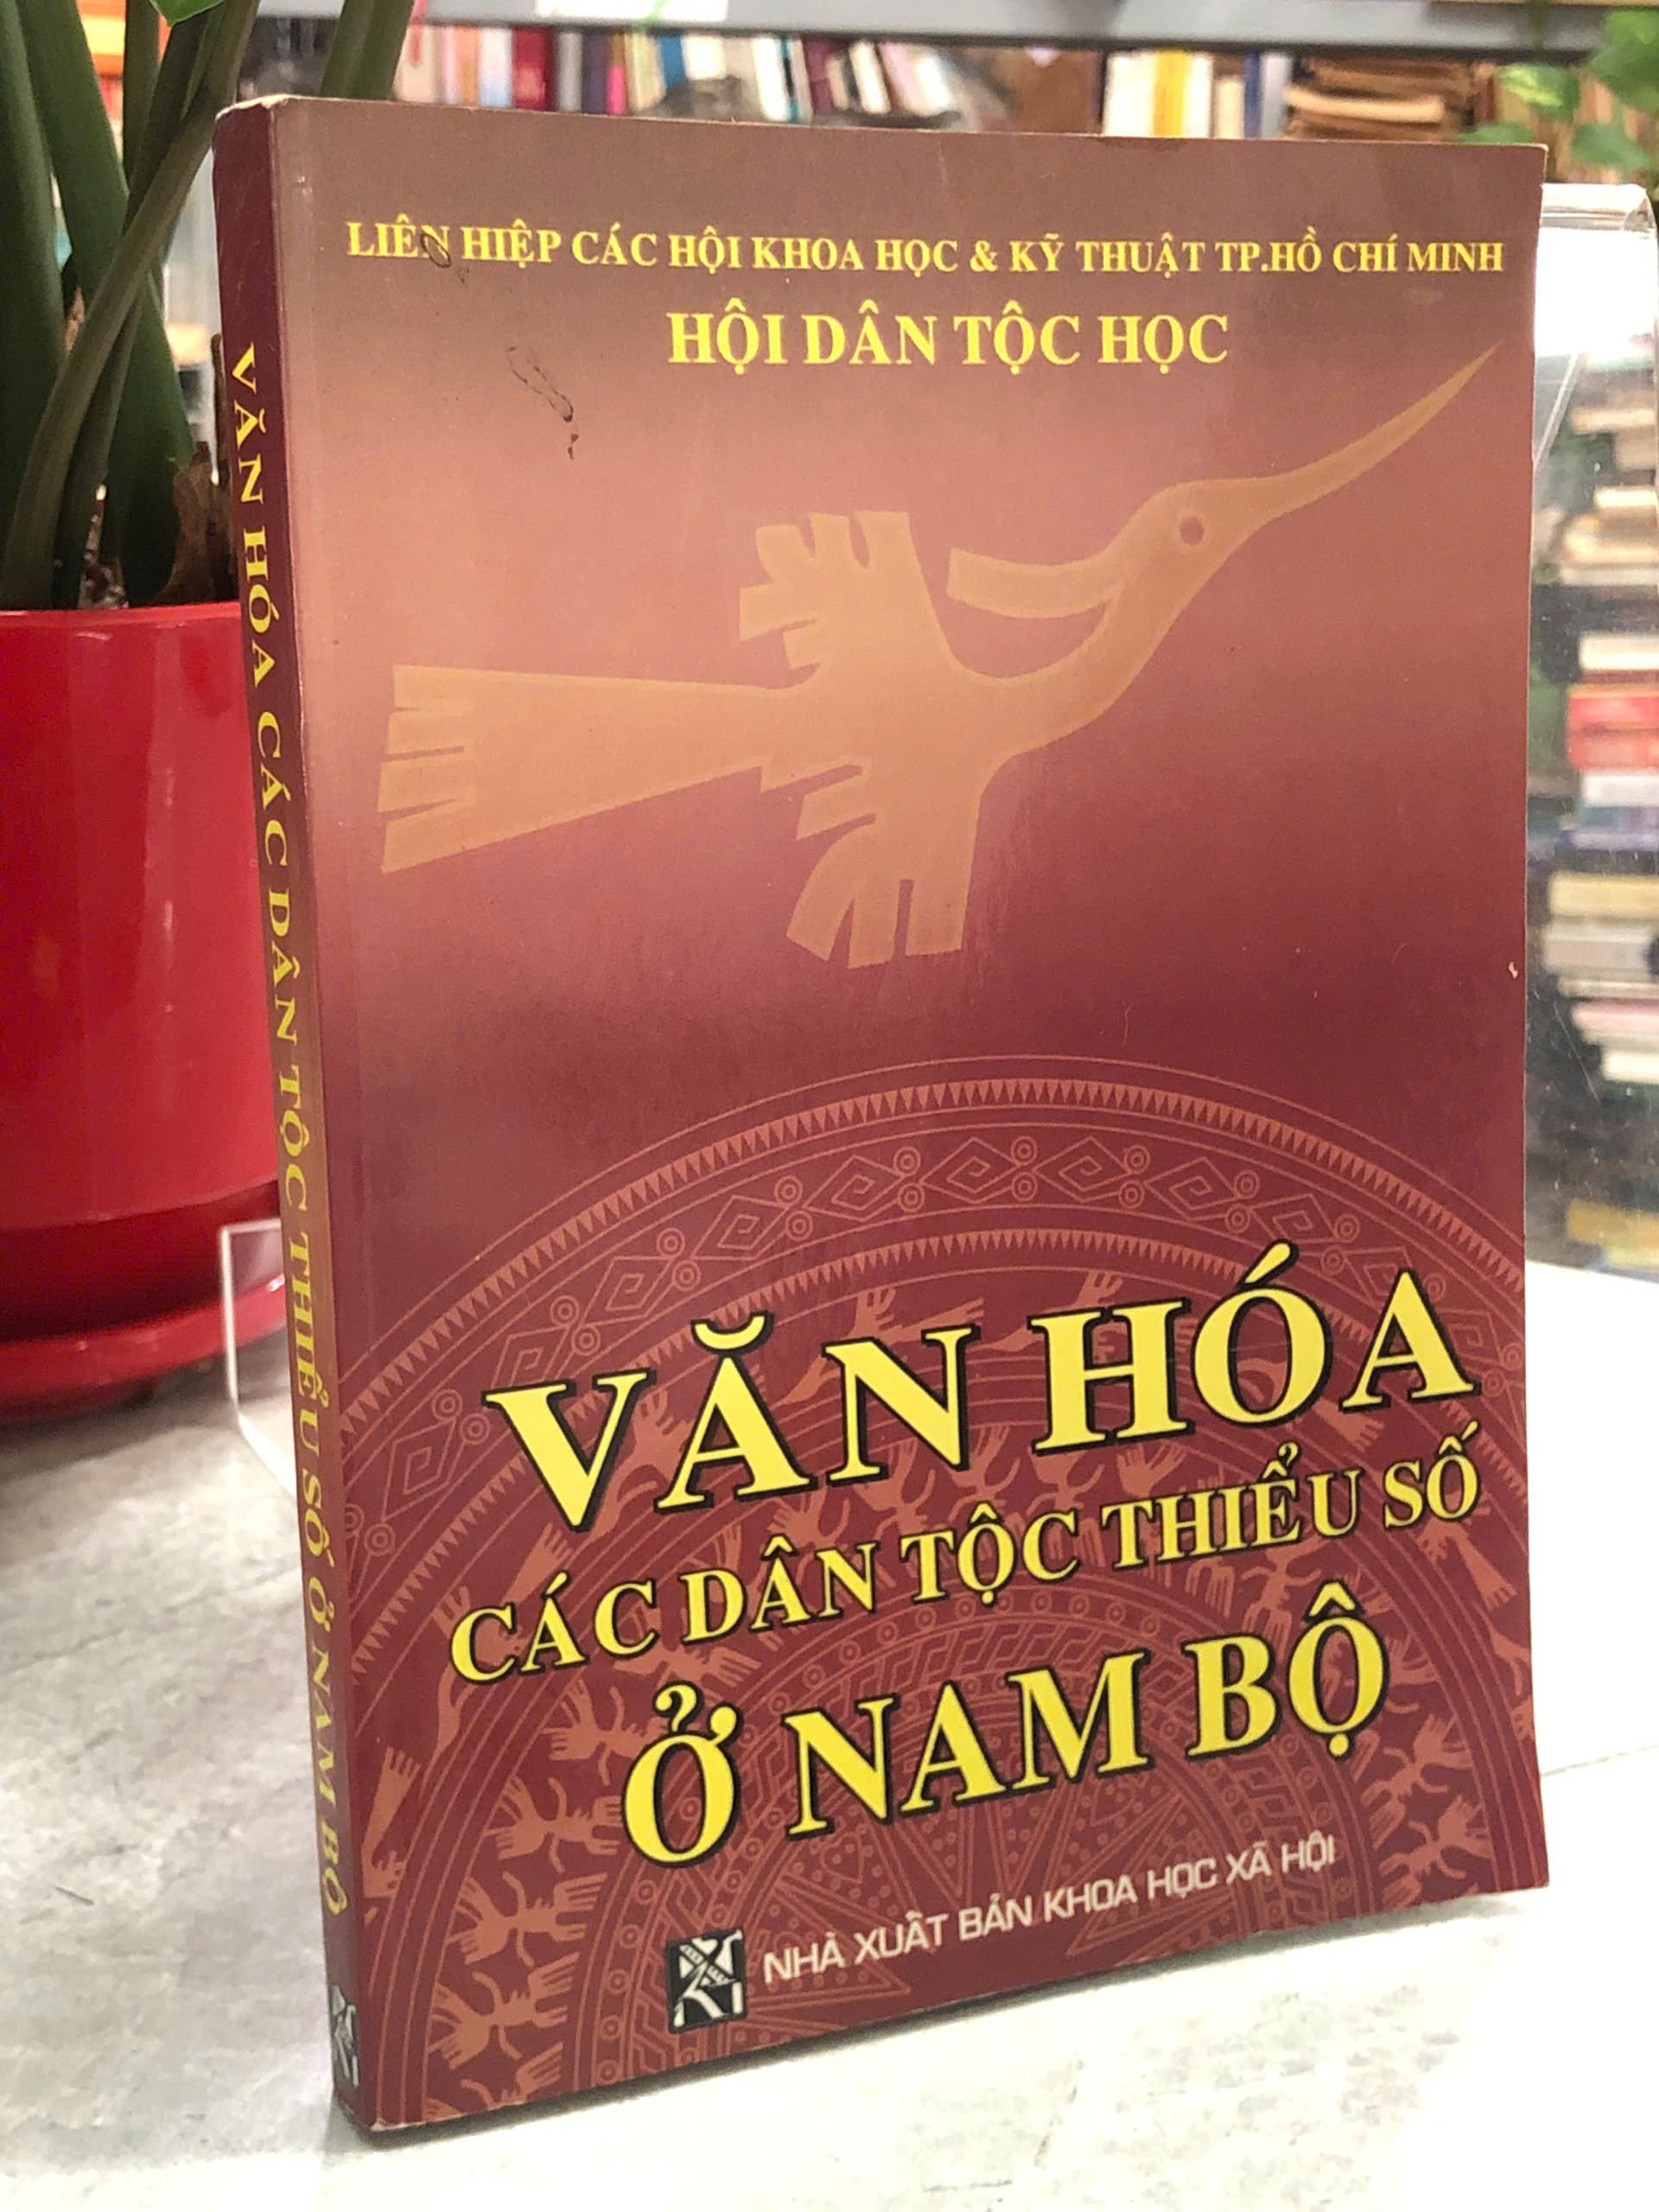 LIÊN HIỆP CÁC HỘI KHOA HỌC & KỸ THUẬT TP.HỒ CHÍ MINH
HỘI DÂN TỘC HỌC
VĂN HÓA
CÁC DÂN TỘC THIỂU SỐ
Ở NAM BỘ
NHÀ XUẤT BẢN KHOA HỌC XÃ HỘI
VĂN HÓA CÁC DÂN TỘC THIỂU SỐ Ở NAM BỘ